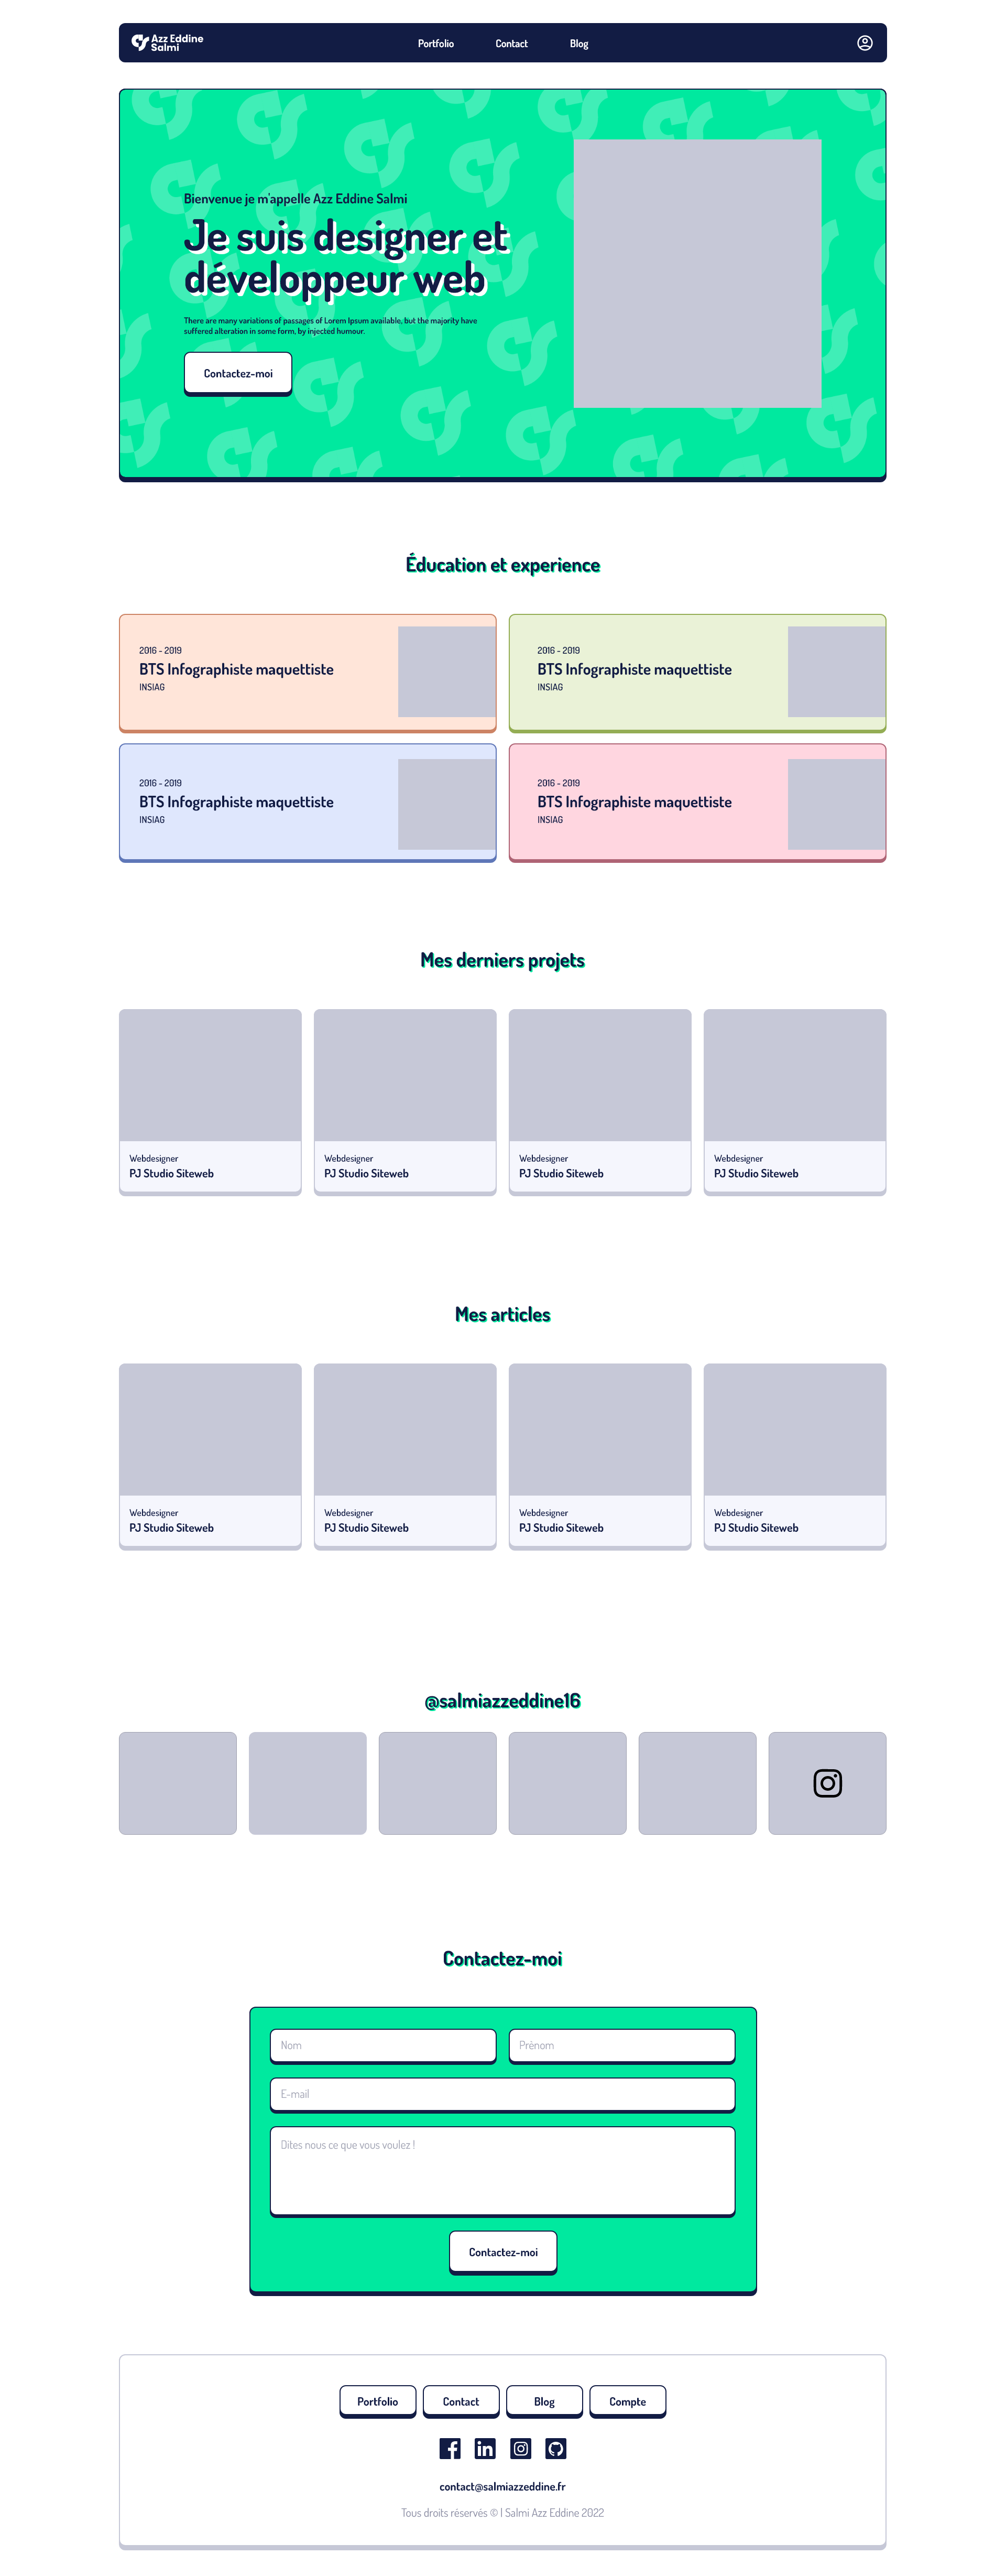 Azz Eddine
Salmi
Portfolio
Contact
Blog
Bienvenue je m'appelle Azz Eddine Salmi
Je suis designer et
développeur web
There are many variations of passages of Lorem Ipsum available, but the majority have
suffered alteration in some form, by injected humour.
Contactez-moi
Éducation et experience
2016 - 2019
BTS Infographiste maquettiste
INSIAG
2016 - 2019
BTS Infographiste maquettiste
INSIAG
2016 - 2019
BTS Infographiste maquettiste
INSIAG
2016 - 2019
BTS Infographiste maquettiste
INSIAG
Mes derniers projets
Webdesigner
PJ Studio Siteweb
Webdesigner
PJ Studio Siteweb
Webdesigner
PJ Studio Siteweb
Webdesigner
PJ Studio Siteweb
Mes articles
Webdesigner
PJ Studio Siteweb
Webdesigner
PJ Studio Siteweb
Webdesigner
PJ Studio Siteweb
Webdesigner
PJ Studio Siteweb
@salmiazzeddine16
Contactez-moi
Nom
Prénom
E-mail
Dites nous ce que vous voulez !
Contactez-moi
Portfolio
Contact
Blog
Compte
contact@salmiazzeddine.fr
Tous droits réservés © | Salmi Azz Eddine 2022